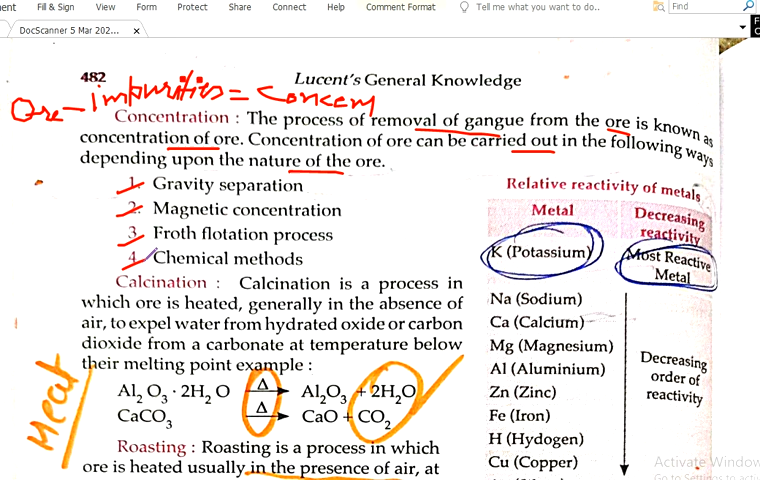 Fill & Sign View Form Protect Share Connect Help Comment Format Tell me what you want to do.. Find
DocScanner 5 Mar 202... ×
482 Lucent's General Knowledge
Ore - impurities = Concern
Concentration : The process of removal of gangue from the ore is known as
concentration of ore. Concentration of ore can be carried out in the following ways
depending upon the nature of the ore.
1. Gravity separation
2. Magnetic concentration
3. Froth flotation process
4. Chemical methods
Calcination : Calcination is a process in
which ore is heated, generally in the absence of
air, to expel water from hydrated oxide or carbon
dioxide from a carbonate at temperature below
their melting point example :
Al₂O₃·2H₂O Δ→ Al₂O₃ + 2H₂O
CaCO₃ Δ→ CaO + CO₂
Roasting : Roasting is a process in which
ore is heated usually in the presence of air, at
Relative reactivity of metals
Metal Decreasing reactivity
K (Potassium) Most Reactive Metal
Na (Sodium)
Ca (Calcium)
Mg (Magnesium)
Al (Aluminium)
Zn (Zinc)
Fe (Iron)
H (Hydogen)
Cu (Copper)
Decreasing
order of
reactivity
Activate Window